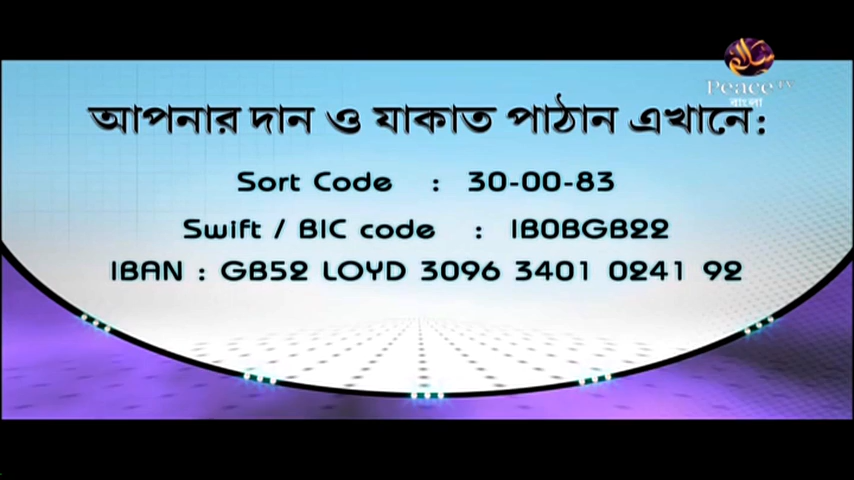 Peace TV
বাংলা
আপনার দান ও যাকাত পাঠান এখানে:
Sort Code : 30-00-83
Swift / BIC code : IBOBGB22
IBAN : GB52 LOYD 3096 3401 0241 92